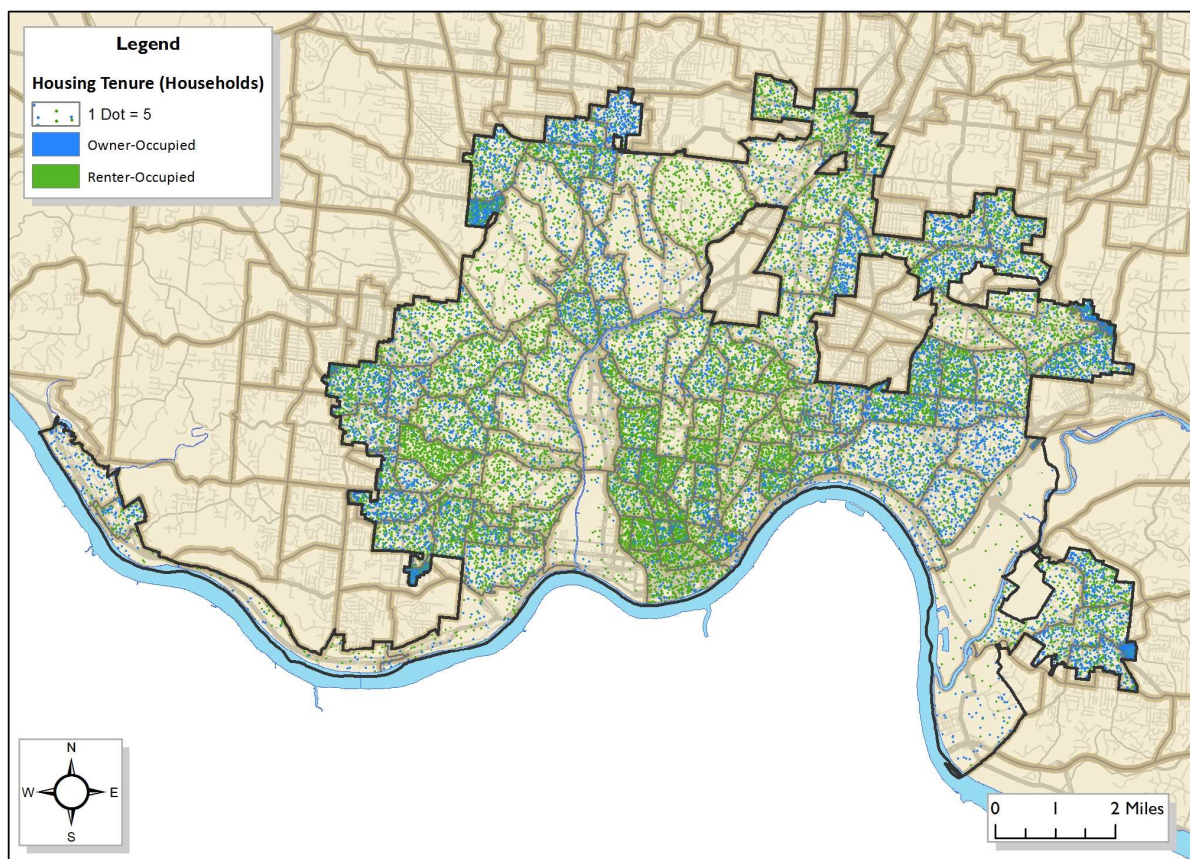 Legend
Housing Tenure (Households)
1 Dot = 5
Owner-Occupied
Renter-Occupied
N
W E
S
0 1 2 Miles